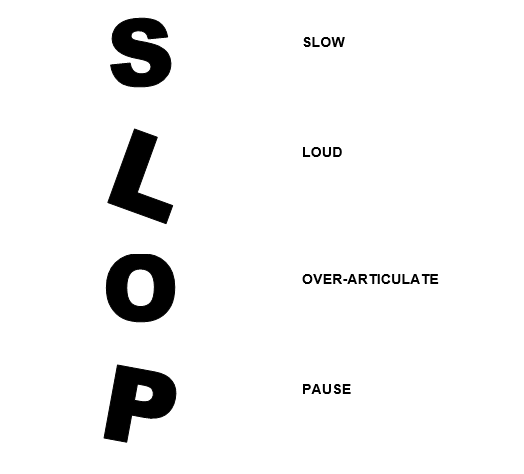 S SLOW
L LOUD
O OVER-ARTICULATE
P PAUSE